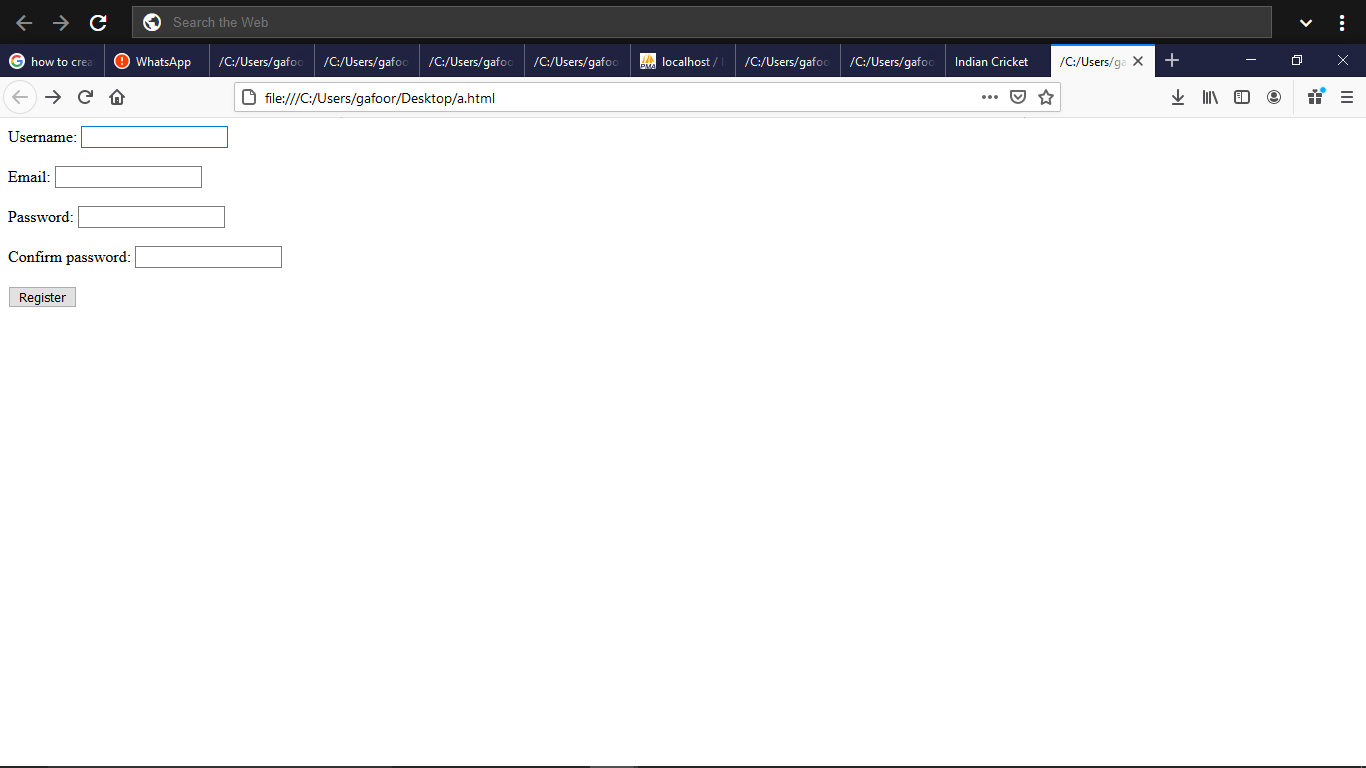 Search the Web
how to crea
WhatsApp
/C:/Users/gafoo
/C:/Users/gafoo
/C:/Users/gafoo
/C:/Users/gafoo
PMA
localhost / l
/C:/Users/gafoo
/C:/Users/gafoo
Indian Cricket
/C:/Users/ga
file:///C:/Users/gafoor/Desktop/a.html
Username:
Email:
Password:
Confirm password:
Register